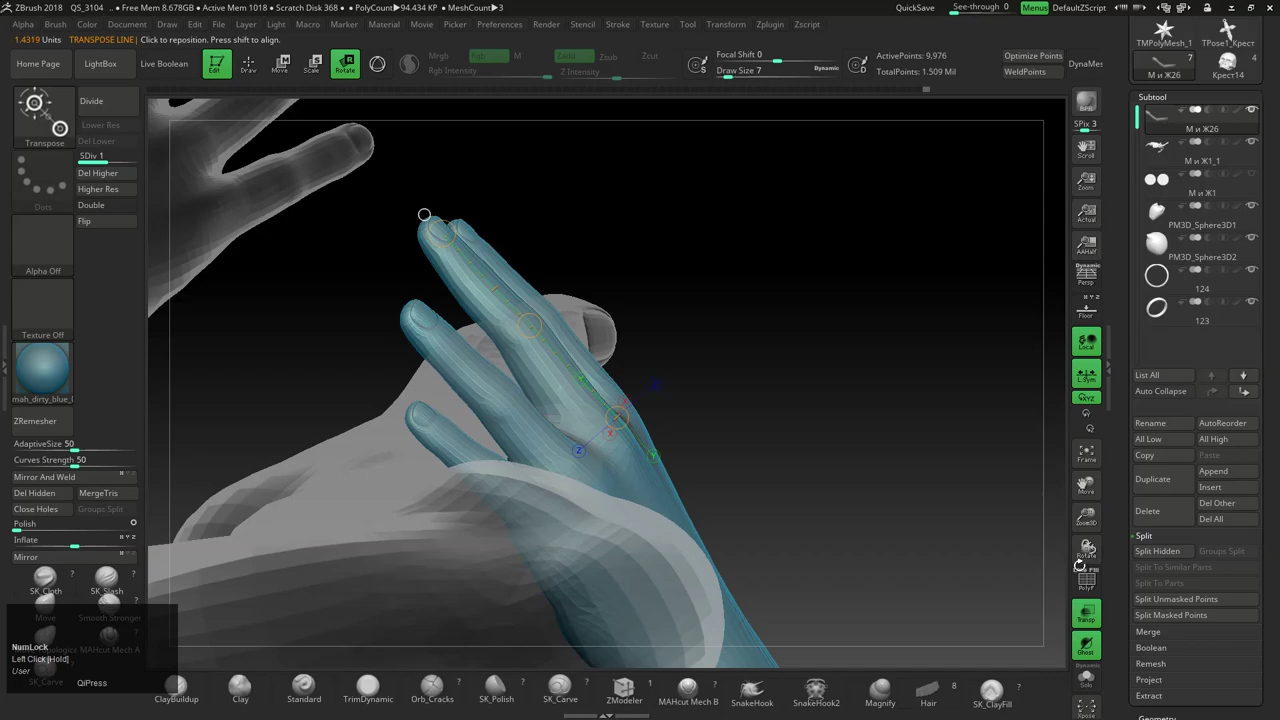 ZBrush 2018 QS_3104 .. • Free Mem 8.678GB • Active Mem 1018 • Scratch Disk 368 • PolyCount▶94.434 KP • MeshCount▶3
QuickSave See-through 0 Menus DefaultZScript
Alpha Brush Color Document Draw Edit File Layer Light Macro Marker Material Movie Picker Preferences Render Stencil Stroke Texture Tool Transform Zplugin Zscript
1.4319 Units TRANSPOSE LINE| Click to reposition. Press shift to align.
Home Page LightBox Live Boolean
Edit Draw Move Scale Rotate
Mrgb Rgb M Zadd Zsub Zcut
Rgb Intensity Z Intensity
Focal Shift 0
Draw Size 7 Dynamic
ActivePoints: 9,976
TotalPoints: 1.509 Mil
Optimize Points
WeldPoints
DynaMes
TMPolyMesh_1 TPose1_Крест
7 4
М и Ж26 Крест14
Transpose
Divide
Lower Res
Del Lower
SDiv 1
Del Higher
Higher Res
Double
Flip
Dots
Alpha Off
Texture Off
mah_dirty_blue_
ZRemesher
AdaptiveSize 50
Curves Strength 50
Mirror And Weld
Del Hidden MergeTris
Close Holes Groups Split
Polish
Inflate
Mirror
SK_Cloth SK_Slash
Move Smooth Stronger
MAHcut Mech A
SK_Carve
NumLock
Left Click[Hold]
User
QiPress
X
Y
Z
SPix 3
Scroll
Zoom
Actual
AAHalf
Dynamic
Persp
Floor
Local
L.Sym
XYZ
Frame
Move
Zoom3D
Rotate
PolyF
Transp
Ghost
Dynamic
Solo
Xpose
Subtool
М и Ж26
М и Ж1_1
М и Ж1
PM3D_Sphere3D1
PM3D_Sphere3D2
124
123
List All
Auto Collapse
Rename AutoReorder
All Low All High
Copy Paste
Duplicate Append
Insert
Delete Del Other
Del All
Split
Split Hidden Groups Split
Split To Similar Parts
Split To Parts
Split Unmasked Points
Split Masked Points
Merge
Boolean
Remesh
Project
Extract
Geometry
ClayBuildup Clay Standard TrimDynamic Orb_Cracks SK_Polish SK_Carve ZModeler MAHcut Mech B SnakeHook SnakeHook2 Magnify Hair SK_ClayFill